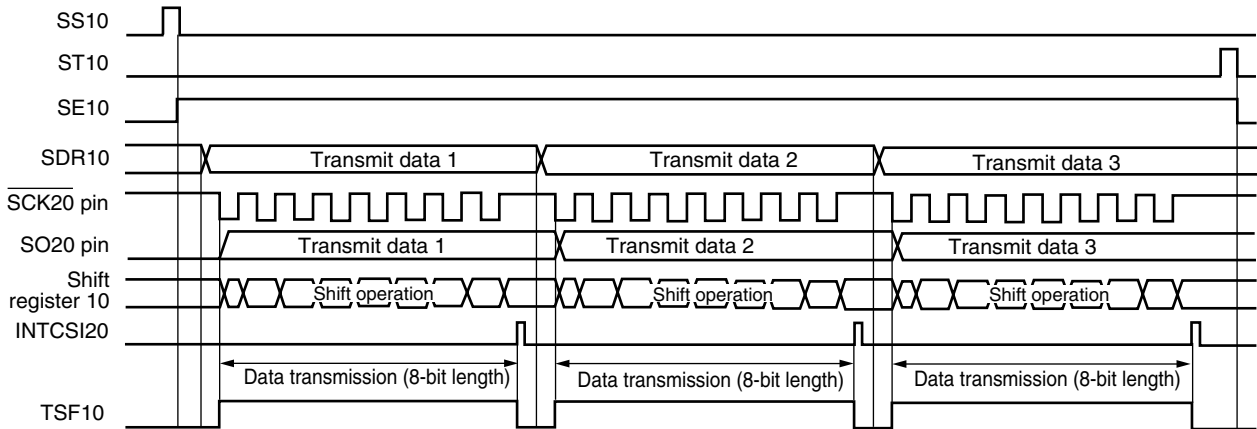 SS10
ST10
SE10
SDR10 Transmit data 1 Transmit data 2 Transmit data 3
SCK20 pin
SO20 pin Transmit data 1 Transmit data 2 Transmit data 3
Shift
register 10 Shift operation Shift operation Shift operation
INTCSI20
Data transmission (8-bit length) Data transmission (8-bit length) Data transmission (8-bit length)
TSF10